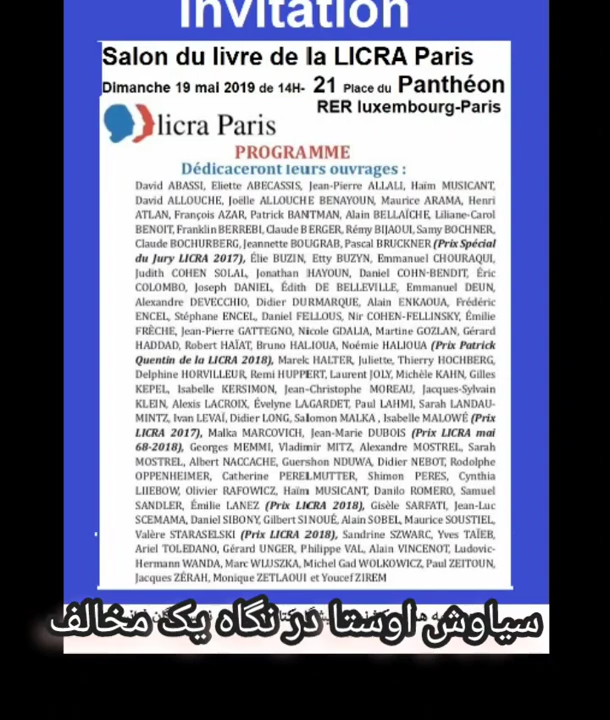 Invitation
Salon du livre de la LICRA Paris
Dimanche 19 mai 2019 de 14H- 21 Place du Panthéon
RER luxembourg-Paris
licra Paris
PROGRAMME
Dédicaceront leurs ouvrages :
David ABASSI, Eliette ABECASSIS, Jean-Pierre ALLALI, Haïm MUSICANT,
David ALLOUCHE, Joëlle ALLOUCHE BENAYOUN, Maurice ARAMA, Henri
ATLAN, François AZAR, Patrick BANTMAN, Alain BELLAÏCHE, Liliane-Carol
BENOIT, Franklin BERREBI, Claude BERGER, Rémy BIJAOUI, Samy BOCHNER,
Claude BOCHURBERG, Jeannette BOUGRAB, Pascal BRUCKNER (Prix Spécial
du Jury LICRA 2017), Élie BUZIN, Etty BUZYN, Emmanuel CHOURAQUI,
Judith COHEN SOLAL, Jonathan HAYOUN, Daniel COHN-BENDIT, Éric
COLOMBO, Joseph DANIEL, Édith DE BELLEVILLE, Emmanuel DEUN,
Alexandre DEVECCHIO, Didier DURMARQUE, Alain ENKAOUA, Frédéric
ENCEL, Stéphane ENCEL, Daniel FELLOUS, Nir COHEN-FELLINSKY, Émilie
FRÈCHE, Jean-Pierre GATTEGNO, Nicole GDALIA, Martine GOZLAN, Gérard
HADDAD, Robert HAÏAT, Bruno HALIOUA, Noémie HALIOUA (Prix Patrick
Quentin de la LICRA 2018), Marek HALTER, Juliette, Thierry HOCHBERG,
Delphine HORVILLEUR, Remi HUPPERT, Laurent JOLY, Michèle KAHN, Gilles
KEPEL, Isabelle KERSIMON, Jean-Christophe MOREAU, Jacques-Sylvain
KLEIN, Alexis LACROIX, Évelyne LAGARDET, Paul LAHMI, Sarah LANDAU-
MINTZ, Ivan LEVAÏ, Didier LONG, Salomon MALKA , Isabelle MALOWÉ (Prix
LICRA 2017), Malka MARCOVICH, Jean-Marie DUBOIS (Prix LICRA mai
68-2018), Georges MEMMI, Vladimir MITZ, Alexandre MOSTREL, Sarah
MOSTREL, Albert NACCACHE, Guershon NDUWA, Didier NEBOT, Rodolphe
OPPENHEIMER, Catherine PERELMUTTER, Shimon PERES, Cynthia
LIIEBOW, Olivier RAFOWICZ, Haïm MUSICANT, Danilo ROMERO, Samuel
SANDLER, Émilie LANEZ (Prix LICRA 2018), Gisèle SARFATI, Jean-Luc
SCEMAMA, Daniel SIBONY, Gilbert SINOUÉ, Alain SOBEL, Maurice SOUSTIEL,
Valère STARASELSKI (Prix LICRA 2018), Sandrine SZWARC, Yves TAÏEB,
Ariel TOLEDANO, Gérard UNGER, Philippe VAL, Alain VINCENOT, Ludovic-
Hermann WANDA, Marc WLUSZKA, Michel Gad WOLKOWICZ, Paul ZEITOUN,
Jacques ZÉRAH, Monique ZETLAOUI et Youcef ZIREM
سیاوش اوستا در نگاه یک مخالف